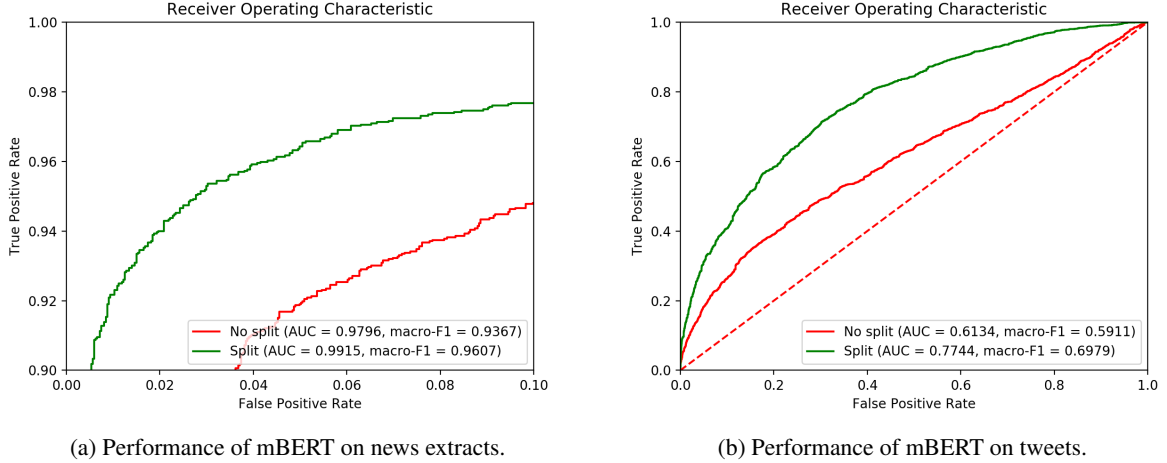 Receiver Operating Characteristic
1.00
0.98
0.96
0.94
0.92
0.90
True Positive Rate
No split (AUC = 0.9796, macro-F1 = 0.9367)
Split (AUC = 0.9915, macro-F1 = 0.9607)
0.00 0.02 0.04 0.06 0.08 0.10
False Positive Rate
(a) Performance of mBERT on news extracts.
Receiver Operating Characteristic
1.0
0.8
0.6
0.4
0.2
0.0
True Positive Rate
No split (AUC = 0.6134, macro-F1 = 0.5911)
Split (AUC = 0.7744, macro-F1 = 0.6979)
0.0 0.2 0.4 0.6 0.8 1.0
False Positive Rate
(b) Performance of mBERT on tweets.